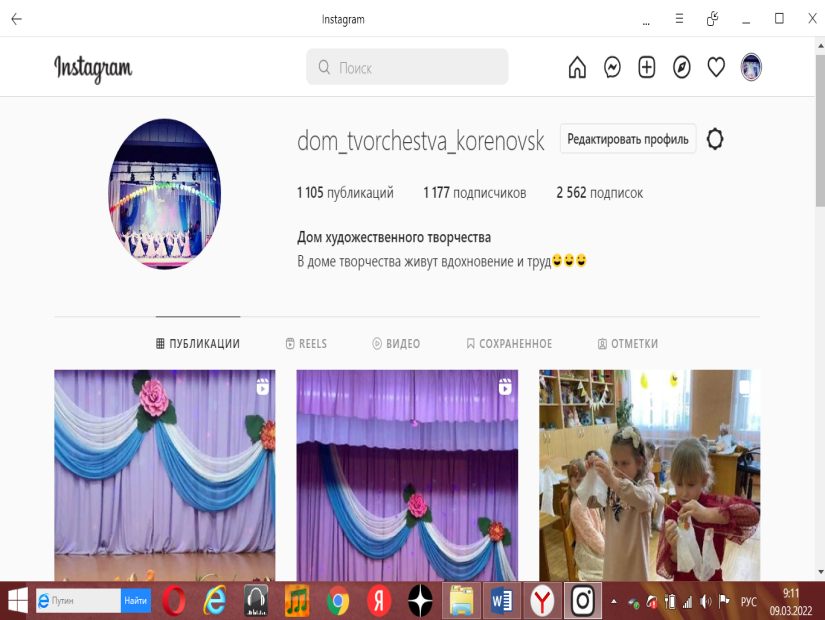 Instagram
...
Instagram
Поиск
dom_tvorchestva_korenovsk
Редактировать профиль
1 105 публикаций
1 177 подписчиков
2 562 подписок
Дом художественного творчества
В доме творчества живут вдохновение и труд😀😀😀
ПУБЛИКАЦИИ
REELS
ВИДЕО
СОХРАНЕННОЕ
ОТМЕТКИ
Путин
Найти
РУС
9:11
09.03.2022